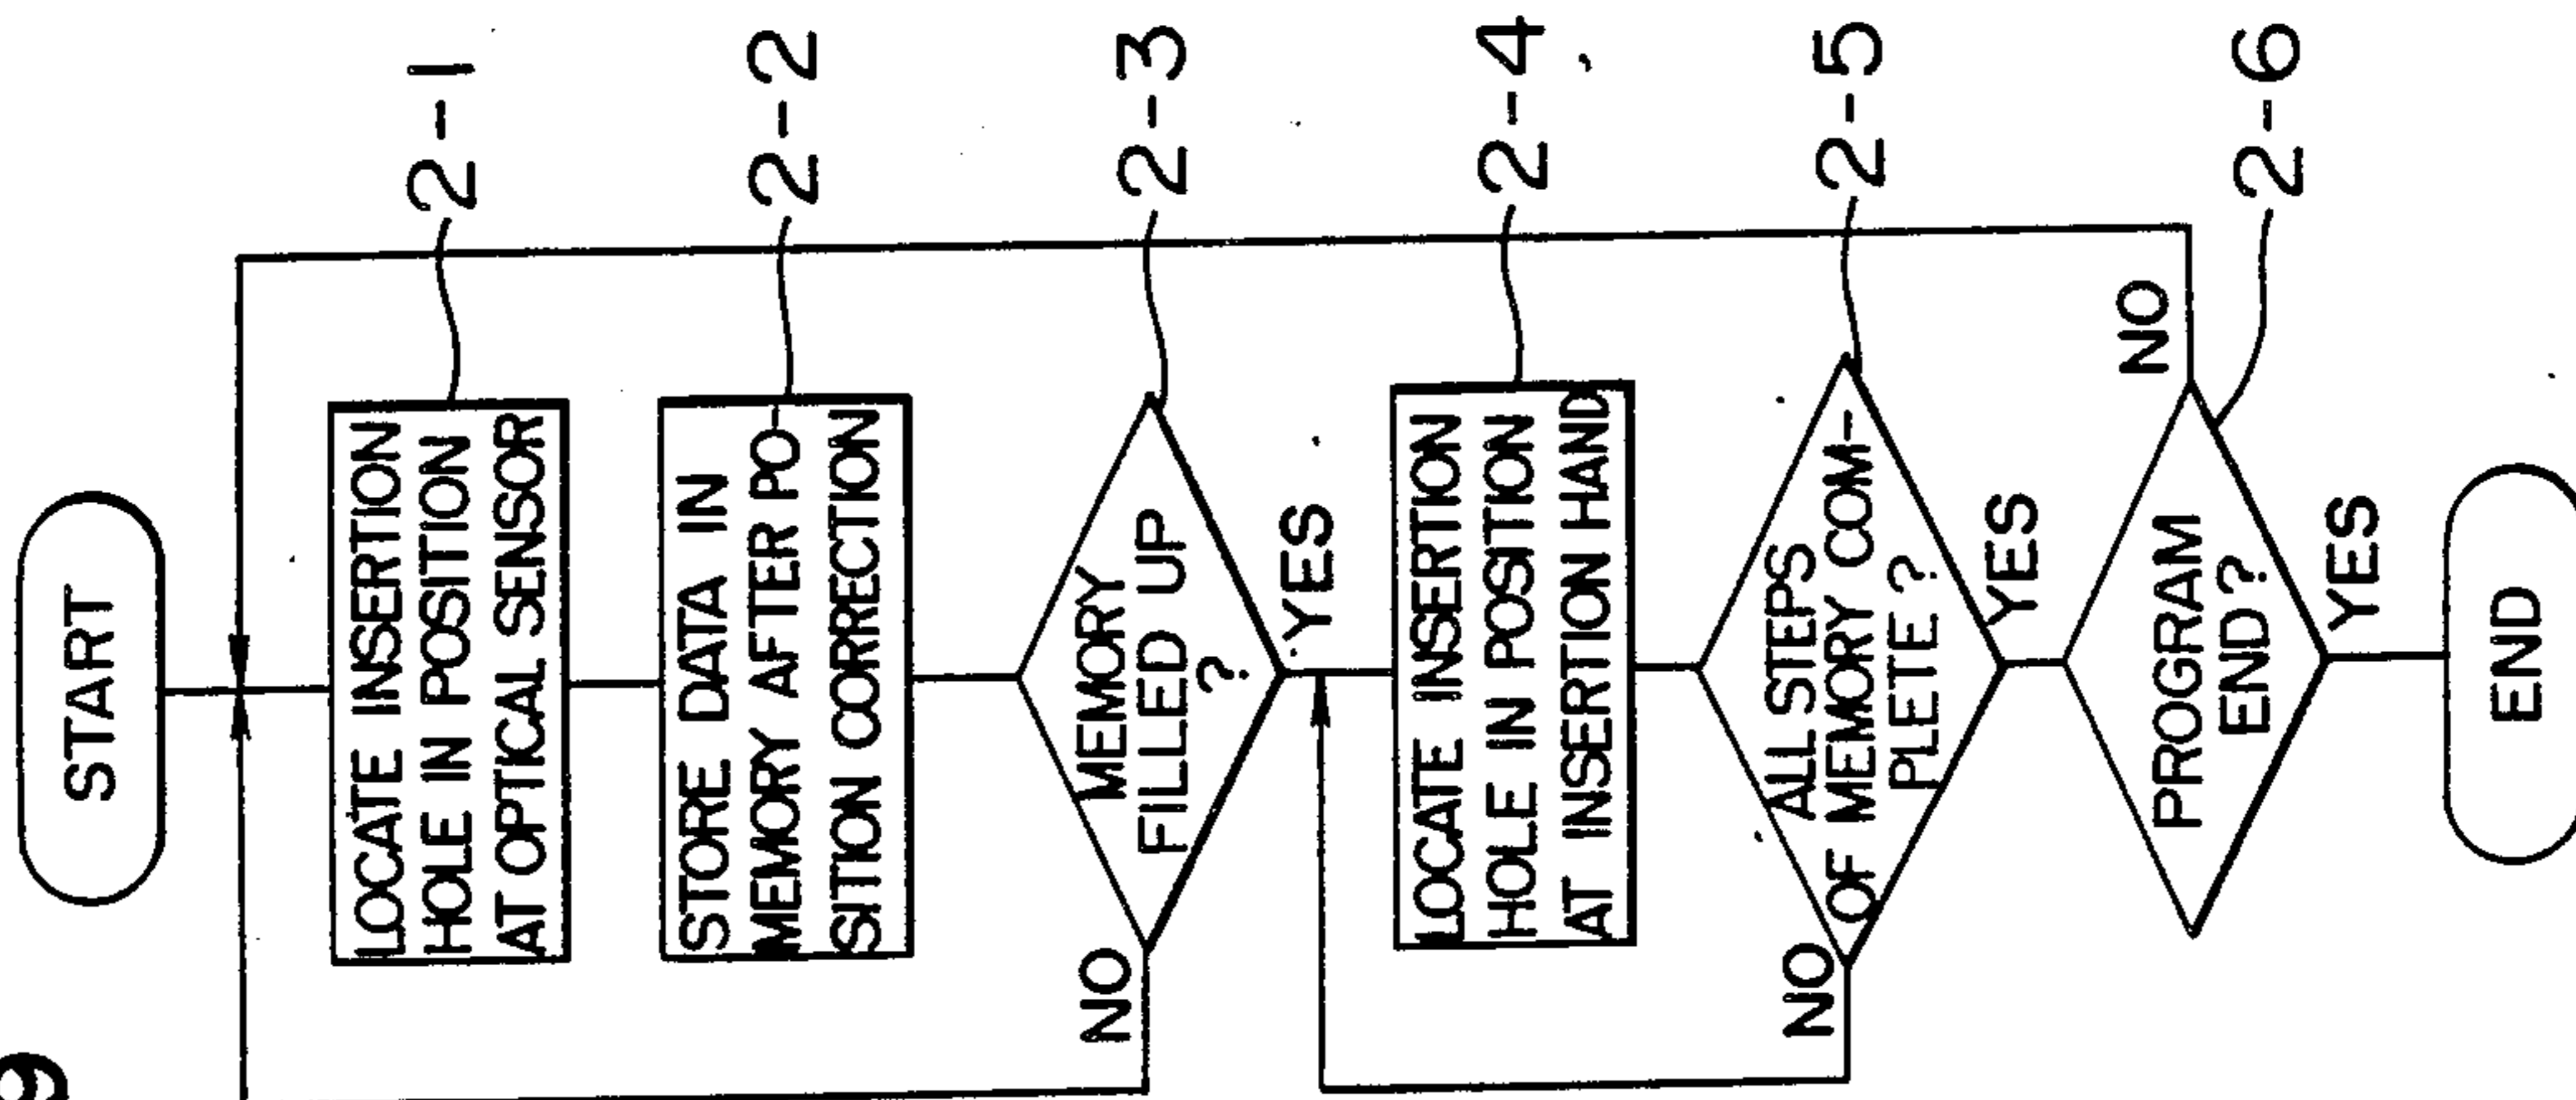 9
START
LOCATE INSERTION
HOLE IN POSITION
AT OPTICAL SENSOR
2-1
STORE DATA IN
MEMORY AFTER PO-
SITION CORRECTION
2-2
MEMORY
FILLED UP
?
2-3
NO
YES
LOCATE INSERTION
HOLE IN POSITION
AT INSERTION HAND
2-4
ALL STEPS
OF MEMORY COM-
PLETE ?
2-5
NO
YES
PROGRAM
END ?
2-6
NO
YES
END